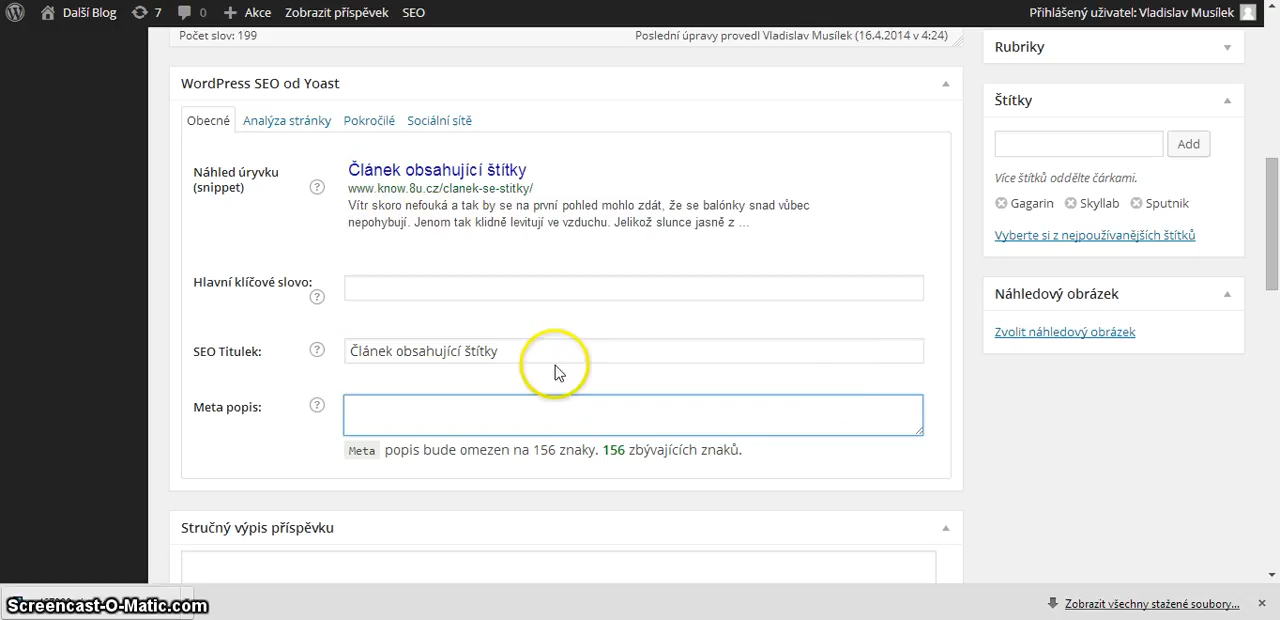 Další Blog 7 0 + Akce Zobrazit příspěvek SEO Přihlášený uživatel: Vladislav Musílek
Počet slov: 199 Poslední úpravy provedl Vladislav Musílek (16.4.2014 v 4:24)
Rubriky
WordPress SEO od Yoast
Štítky
Obecné Analýza stránky Pokročilé Sociální sítě
Add
Více štítků oddělte čárkami.
Gagarin Skyllab Sputnik
Vyberte si z nejpoužívanějších štítků
Náhled úryvku
(snippet)
?
Článek obsahující štítky
www.know.8u.cz/clanek-se-stitky/
Vítr skoro nefouká a tak by se na první pohled mohlo zdát, že se balónky snad vůbec
nepohybují. Jenom tak klidně levitují ve vzduchu. Jelikož slunce jasně z ...
Hlavní klíčové slovo:
?
Náhledový obrázek
Zvolit náhledový obrázek
SEO Titulek: ? Článek obsahující štítky
Meta popis: ?
Meta popis bude omezen na 156 znaky. 156 zbývajících znaků.
Stručný výpis příspěvku
Screencast-O-Matic.com
Zobrazit všechny stažené soubory...